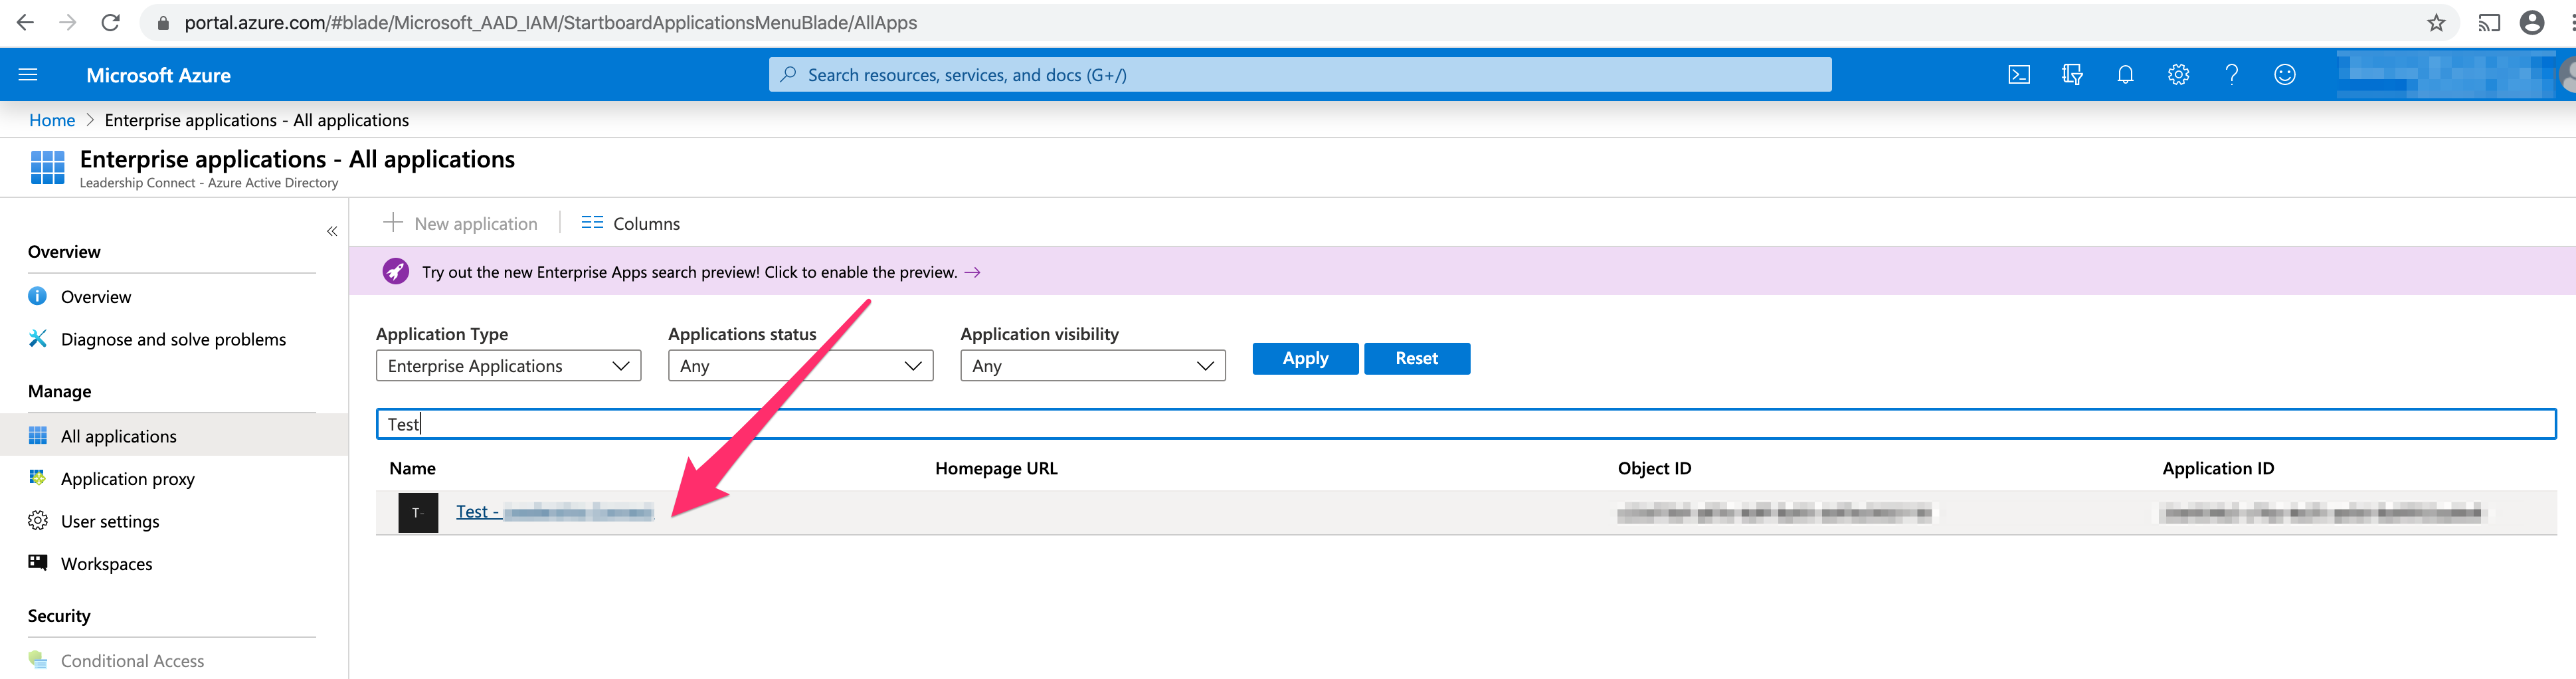 portal.azure.com/#blade/Microsoft_AAD_IAM/StartboardApplicationsMenuBlade/AllApps
Microsoft Azure
Search resources, services, and docs (G+/)
Home > Enterprise applications - All applications
Enterprise applications - All applications
Leadership Connect - Azure Active Directory
«
New application
Columns
Overview
Try out the new Enterprise Apps search preview! Click to enable the preview. →
Overview
Diagnose and solve problems
Application Type
Applications status
Application visibility
Enterprise Applications
Any
Any
Apply
Reset
Manage
Test
All applications
Name
Homepage URL
Object ID
Application ID
Application proxy
T-
Test -
User settings
Workspaces
Security
Conditional Access